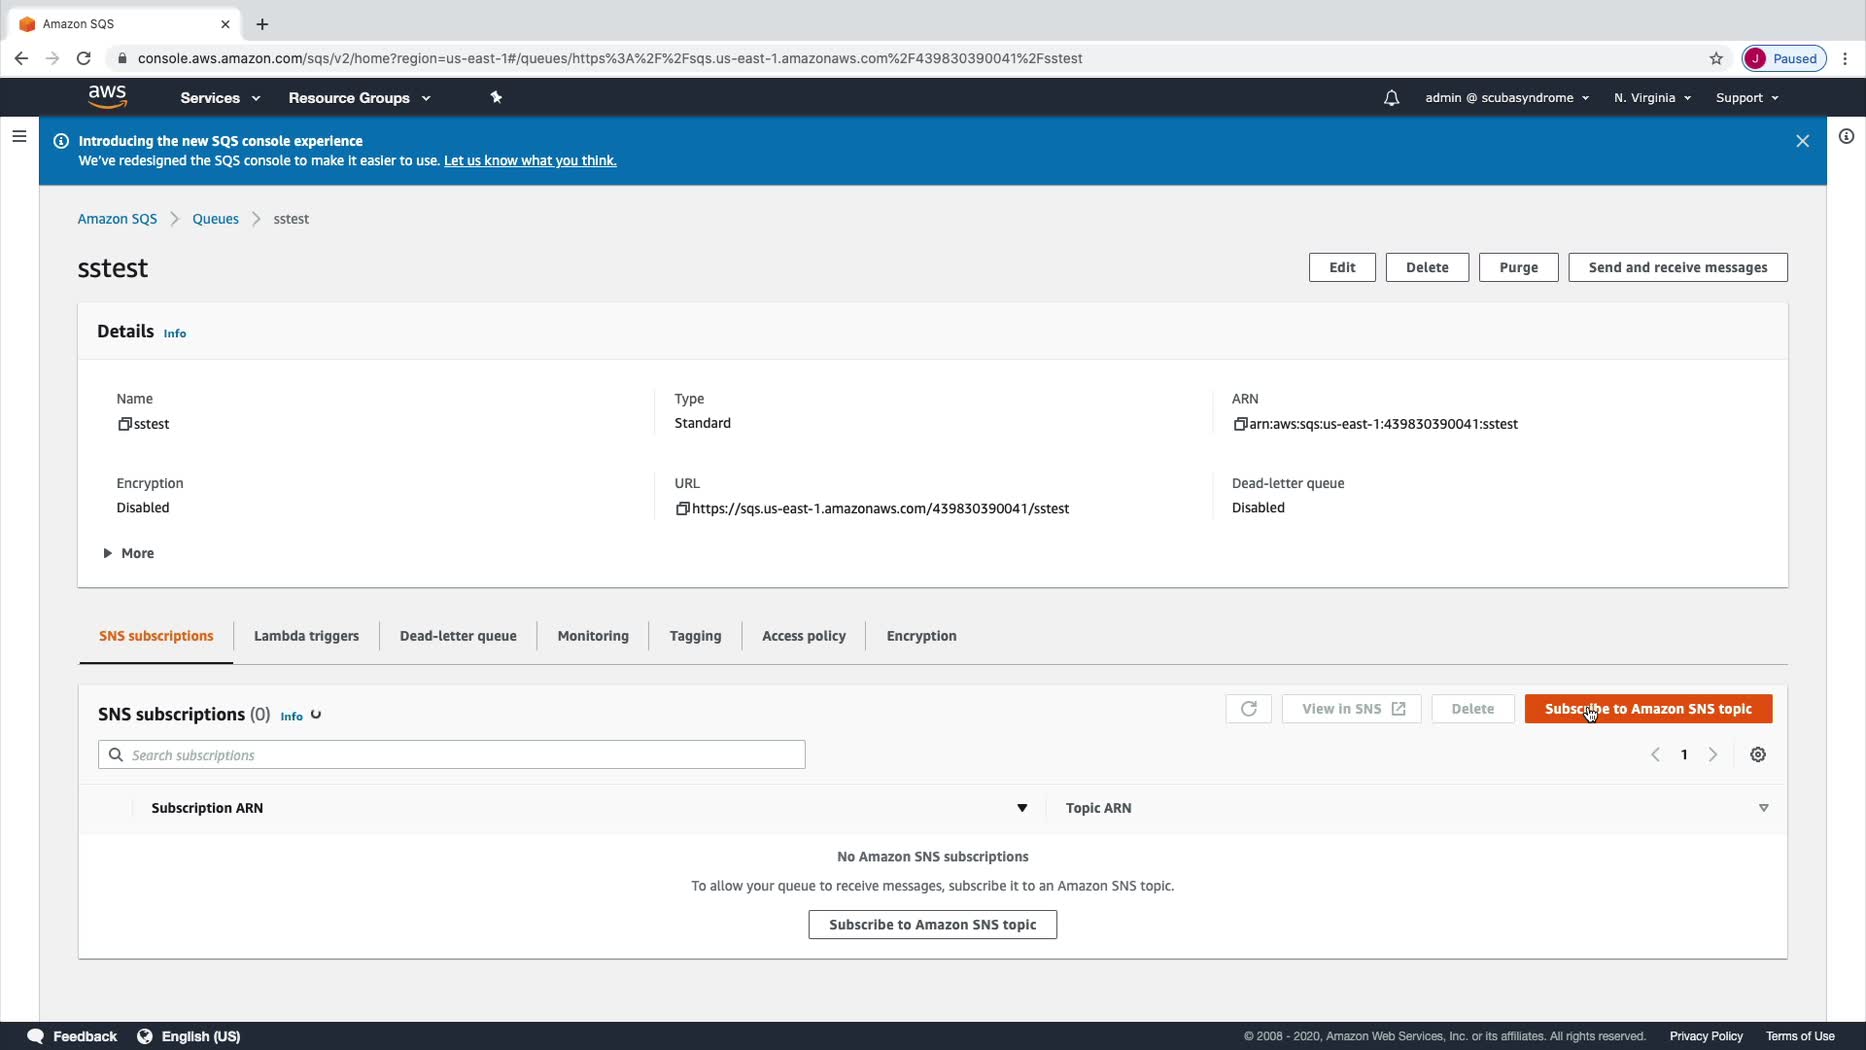 Amazon SQS
console.aws.amazon.com/sqs/v2/home?region=us-east-1#/queues/https%3A%2F%2Fsqs.us-east-1.amazonaws.com%2F439830390041%2Fsstest
J Paused
aws Services Resource Groups admin @ scubasyndrome N. Virginia Support
Introducing the new SQS console experience
We've redesigned the SQS console to make it easier to use. Let us know what you think.
Amazon SQS Queues sstest
sstest Edit Delete Purge Send and receive messages
Details Info
Name Type ARN
sstest Standard arn:aws:sqs:us-east-1:439830390041:sstest
Encryption URL Dead-letter queue
Disabled https://sqs.us-east-1.amazonaws.com/439830390041/sstest Disabled
More
SNS subscriptions Lambda triggers Dead-letter queue Monitoring Tagging Access policy Encryption
SNS subscriptions (0) Info View in SNS Delete Subscribe to Amazon SNS topic
Search subscriptions 1
Subscription ARN Topic ARN
No Amazon SNS subscriptions
To allow your queue to receive messages, subscribe it to an Amazon SNS topic.
Subscribe to Amazon SNS topic
Feedback English (US) © 2008 - 2020, Amazon Web Services, Inc. or its affiliates. All rights reserved. Privacy Policy Terms of Use